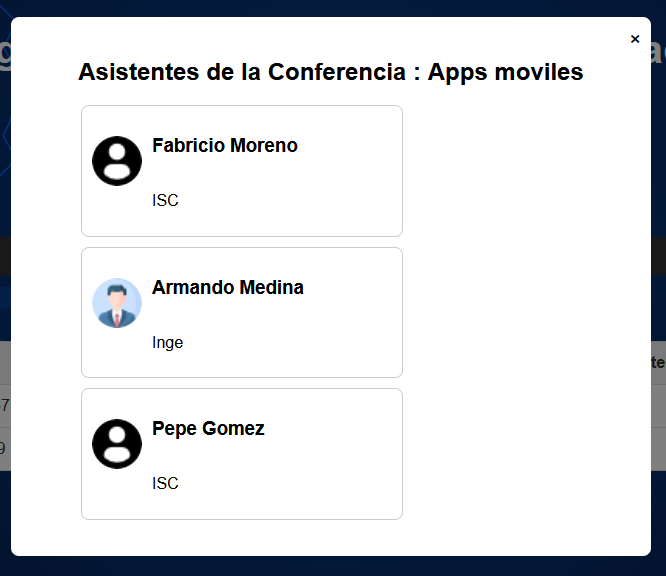 ×
Asistentes de la Conferencia : Apps moviles
Fabricio Moreno
ISC
Armando Medina
Inge
Pepe Gomez
ISC